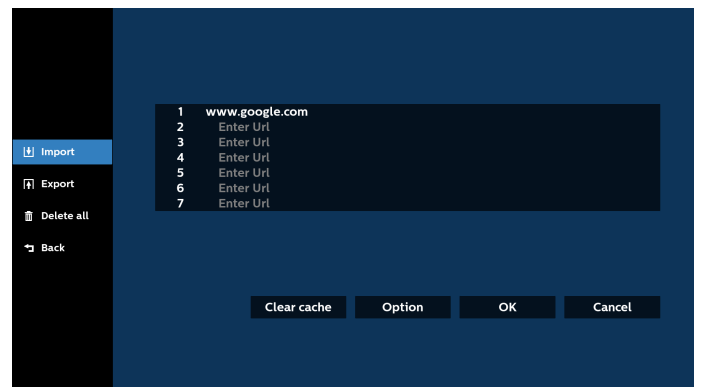 Import
Export
Delete all
Back
1 www.google.com
2 Enter Url
3 Enter Url
4 Enter Url
5 Enter Url
6 Enter Url
7 Enter Url
Clear cache Option OK Cancel